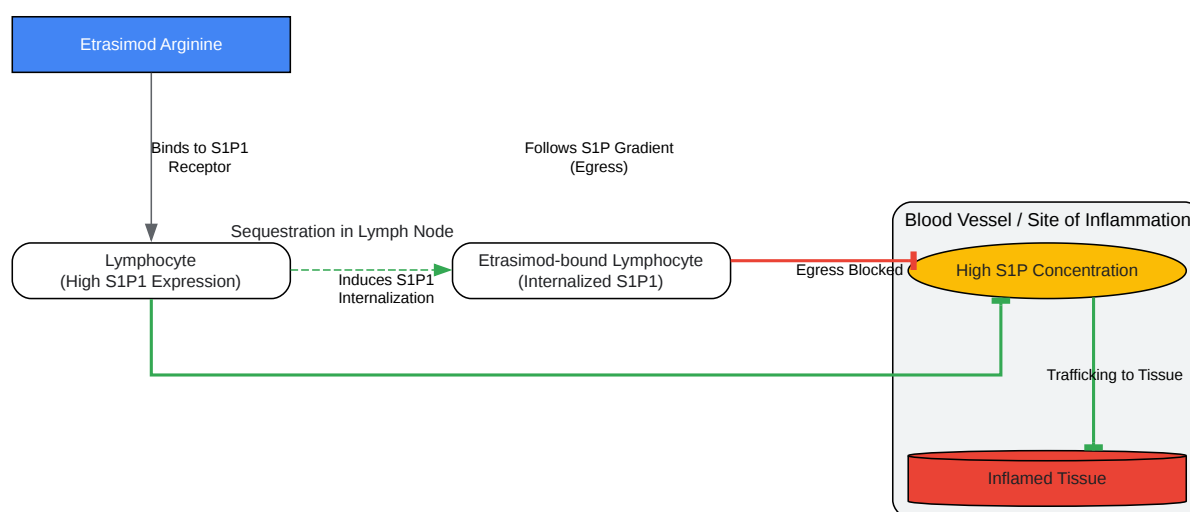 Etrasimod Arginine
Binds to S1P1
Receptor
Follows S1P Gradient
(Egress)
Blood Vessel / Site of Inflammation
Sequestration in Lymph Node
Lymphocyte
(High S1P1 Expression)
Induces S1P1
Internalization
Etrasimod-bound Lymphocyte
(Internalized S1P1)
Egress Blocked
High S1P Concentration
Trafficking to Tissue
Inflamed Tissue